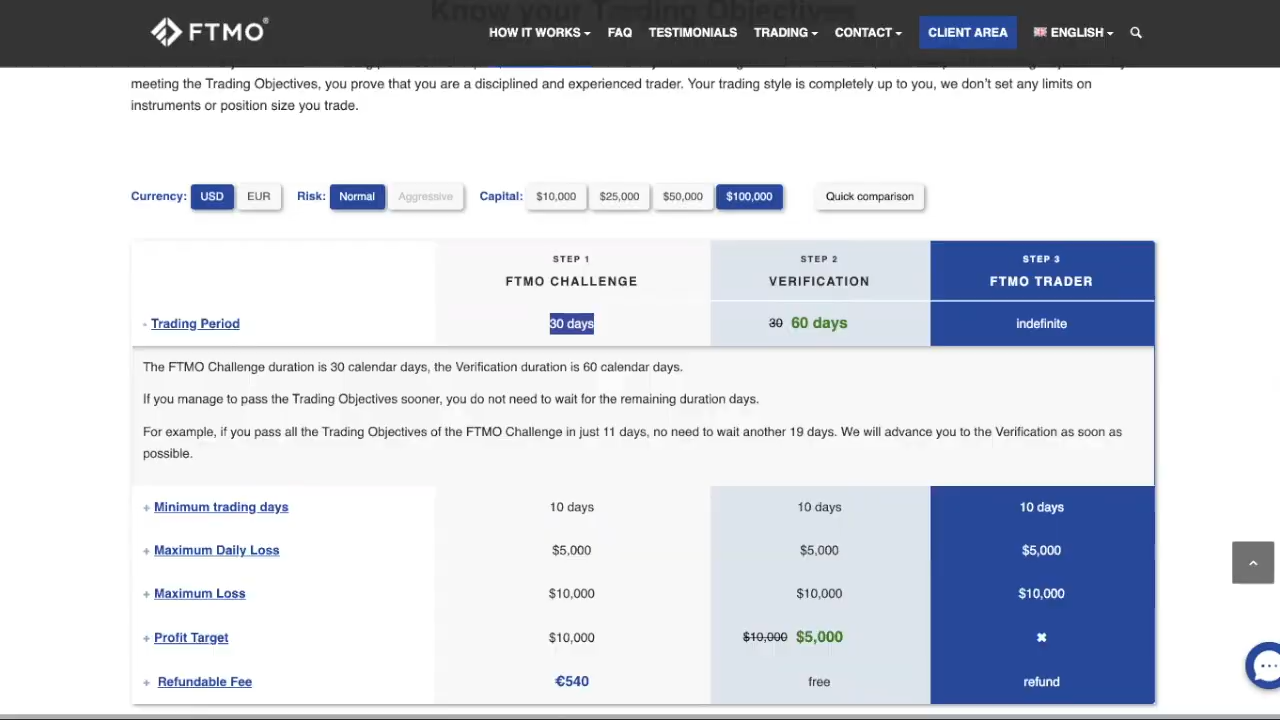 Know your Trading Objectives
FTMO®
HOW IT WORKS FAQ TESTIMONIALS TRADING CONTACT CLIENT AREA ENGLISH
meeting the Trading Objectives, you prove that you are a disciplined and experienced trader. Your trading style is completely up to you, we don't set any limits on
instruments or position size you trade.
Currency: USD EUR Risk: Normal Aggressive Capital: $10,000 $25,000 $50,000 $100,000 Quick comparison
STEP 1 STEP 2 STEP 3
FTMO CHALLENGE VERIFICATION FTMO TRADER
- Trading Period 30 days 30 60 days indefinite
The FTMO Challenge duration is 30 calendar days, the Verification duration is 60 calendar days.
If you manage to pass the Trading Objectives sooner, you do not need to wait for the remaining duration days.
For example, if you pass all the Trading Objectives of the FTMO Challenge in just 11 days, no need to wait another 19 days. We will advance you to the Verification as soon as
possible.
+ Minimum trading days 10 days 10 days 10 days
+ Maximum Daily Loss $5,000 $5,000 $5,000
+ Maximum Loss $10,000 $10,000 $10,000
+ Profit Target $10,000 $10,000 $5,000 ✖
+ Refundable Fee €540 free refund